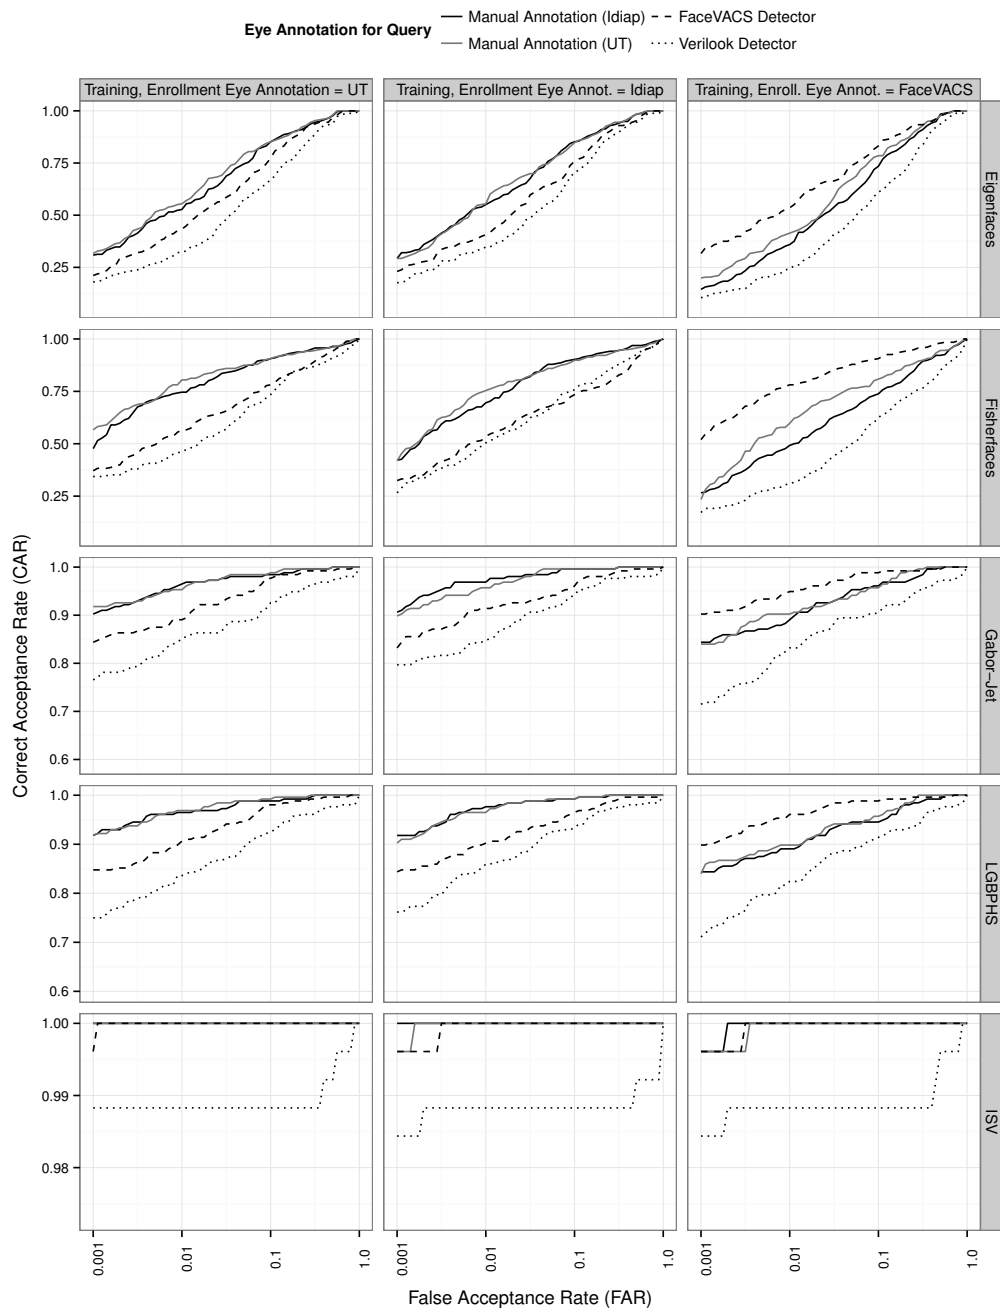 Eye Annotation for Query
Manual Annotation (Idiap)
FaceVACS Detector
Manual Annotation (UT)
Verilook Detector
Training, Enrollment Eye Annotation = UT
Training, Enrollment Eye Annot. = Idiap
Training, Enroll. Eye Annot. = FaceVACS
1.00
0.75
0.50
0.25
Eigenfaces
1.00
0.75
0.50
0.25
Fisherfaces
1.0
0.9
0.8
0.7
0.6
Gabor−Jet
1.0
0.9
0.8
0.7
0.6
LGBPHS
1.00
0.99
0.98
ISV
Correct Acceptance Rate (CAR)
0.001
0.01
0.1
1.0
0.001
0.01
0.1
1.0
0.001
0.01
0.1
1.0
False Acceptance Rate (FAR)